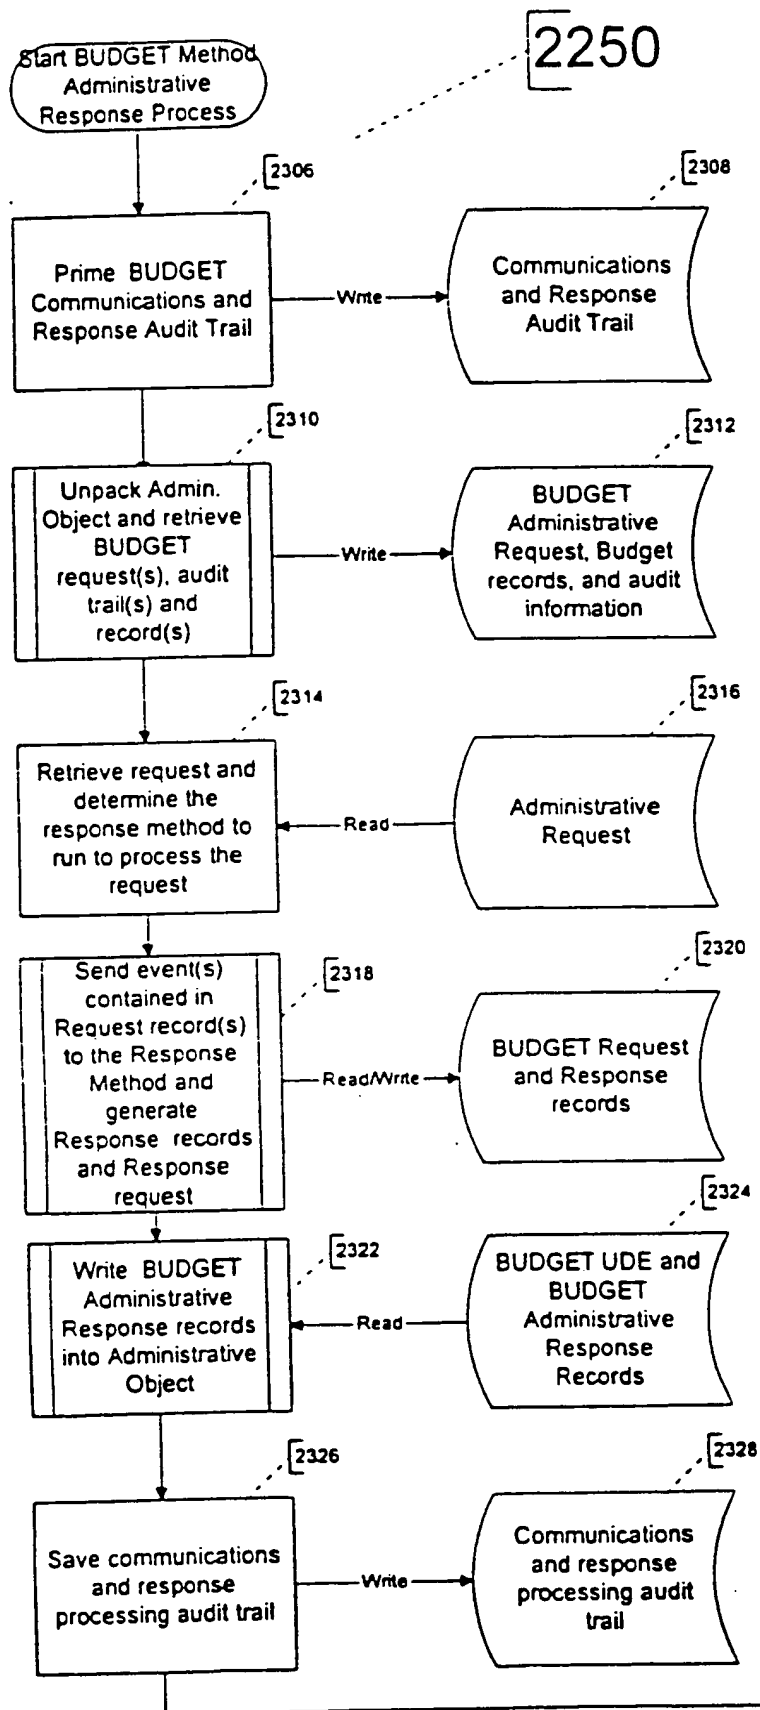 2250
Start BUDGET Method
Administrative
Response Process
2306
Prime BUDGET
Communications and
Response Audit Trail
Write
2308
Communications
and Response
Audit Trail
2310
Unpack Admin.
Object and retrieve
BUDGET
request(s), audit
trail(s) and
record(s)
Write
2312
BUDGET
Administrative
Request, Budget
records, and audit
information
2314
Retrieve request and
determine the
response method to
run to process the
request
Read
2316
Administrative
Request
2318
Send event(s)
contained in
Request record(s)
to the Response
Method and
generate
Response records
and Response
request
Read/Write
2320
BUDGET Request
and Response
records
2322
Write BUDGET
Administrative
Response records
into Administrative
Object
Read
2324
BUDGET UDE and
BUDGET
Administrative
Response
Records
2326
Save communications
and response
processing audit trail
Write
2328
Communications
and response
processing audit
trail